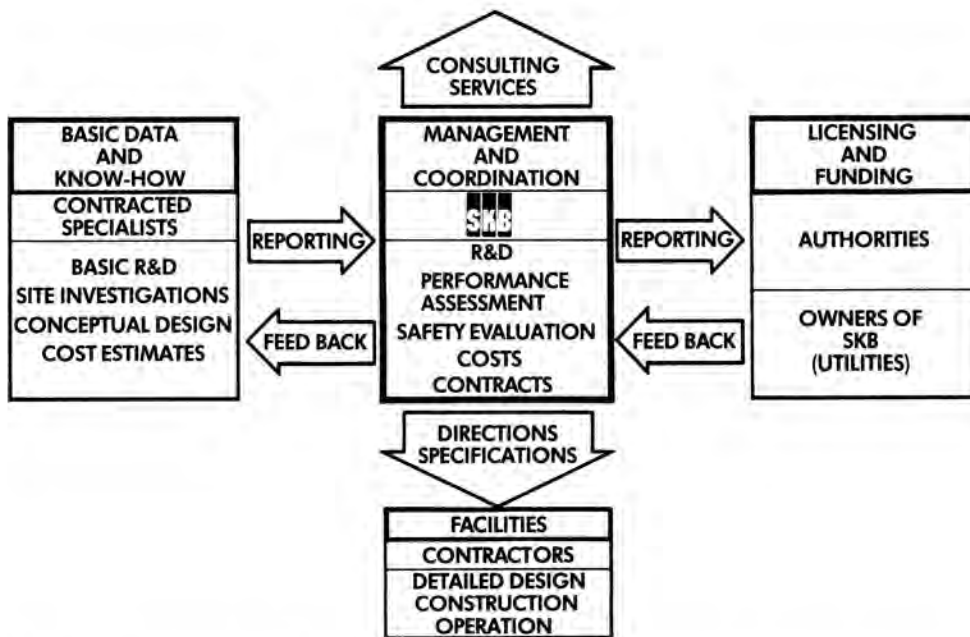 CONSULTING
SERVICES
BASIC DATA
AND
KNOW-HOW
CONTRACTED
SPECIALISTS
BASIC R&D
SITE INVESTIGATIONS
CONCEPTUAL DESIGN
COST ESTIMATES
REPORTING
FEED BACK
MANAGEMENT
AND
COORDINATION
SKB
R&D
PERFORMANCE
ASSESSMENT
SAFETY EVALUATION
COSTS
CONTRACTS
REPORTING
FEED BACK
LICENSING
AND
FUNDING
AUTHORITIES
OWNERS OF
SKB
(UTILITIES)
DIRECTIONS
SPECIFICATIONS
FACILITIES
CONTRACTORS
DETAILED DESIGN
CONSTRUCTION
OPERATION